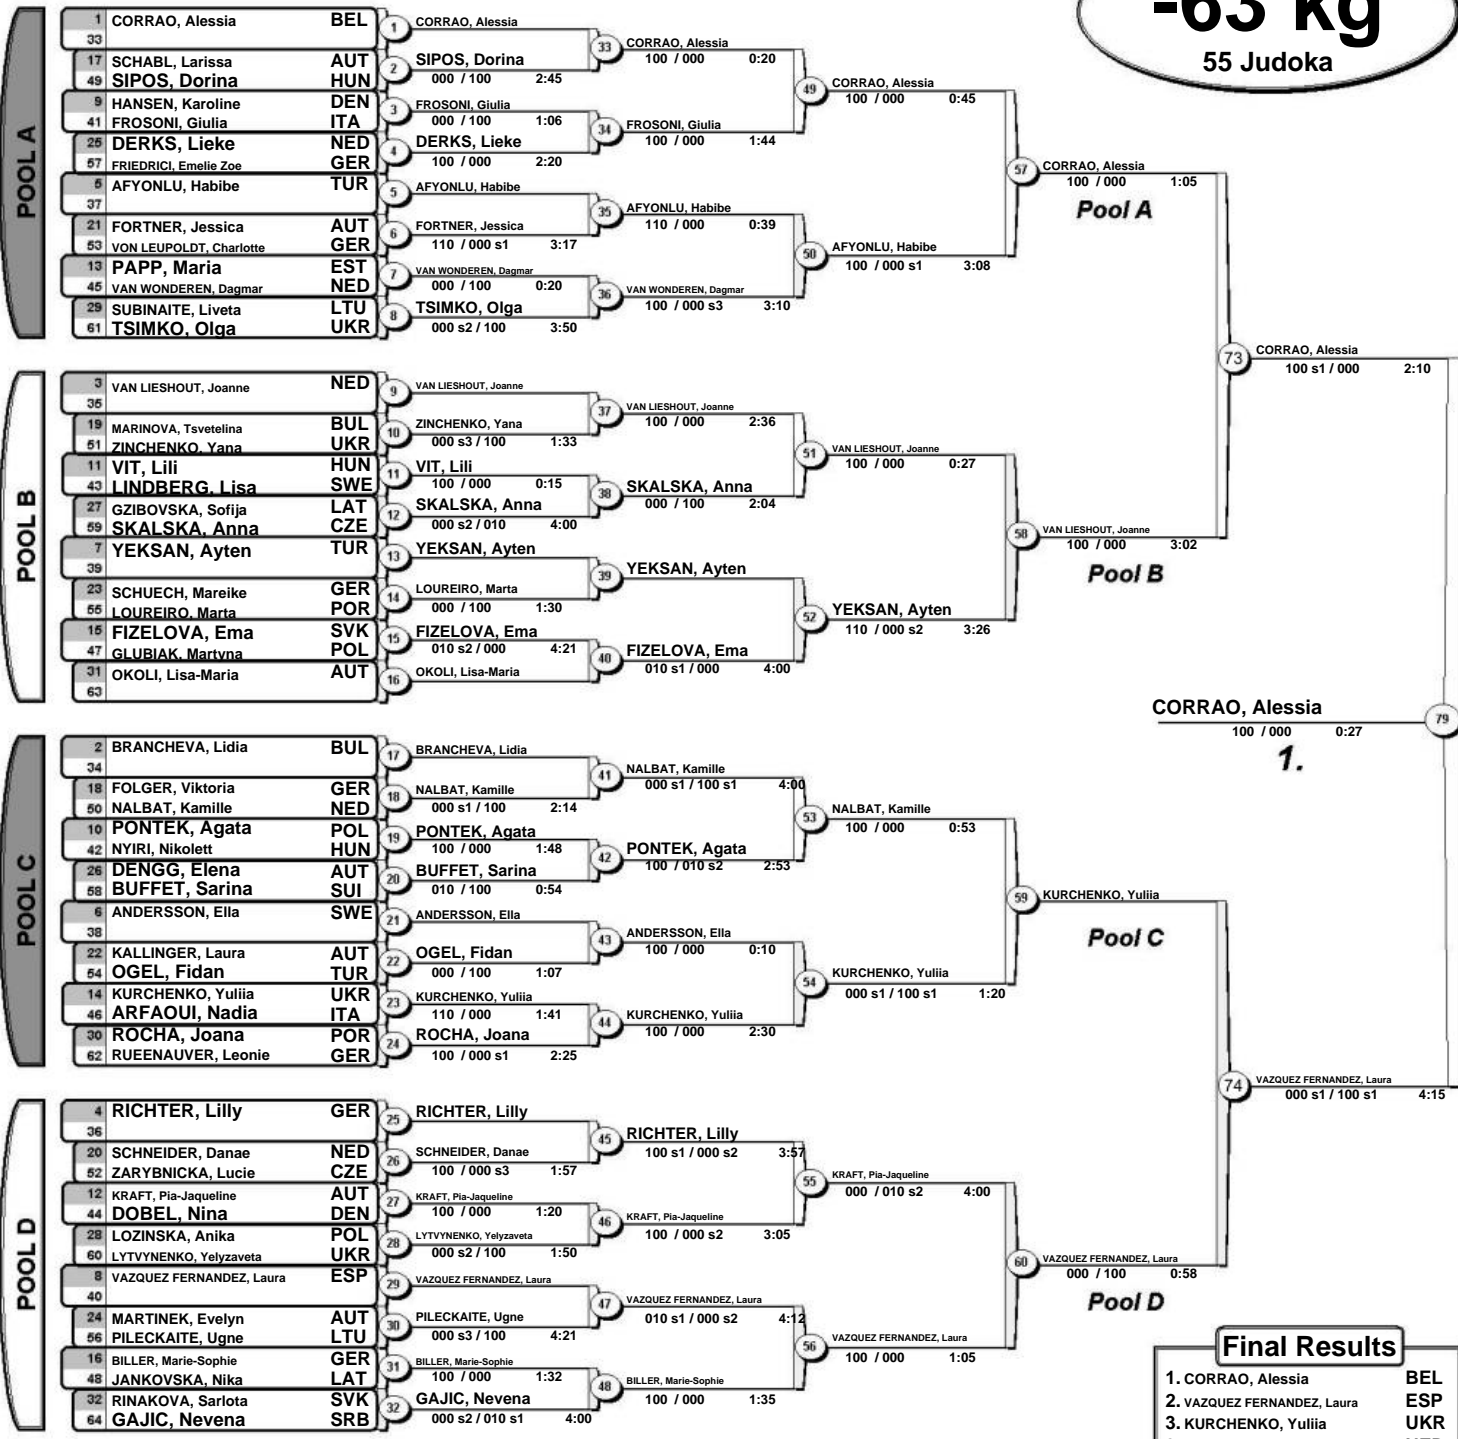 -63 kg
55 Judoka
POOL A
1 CORRAO, Alessia BEL
33
17 SCHABL, Larissa AUT
49 SIPOS, Dorina HUN
9 HANSEN, Karoline DEN
41 FROSONI, Giulia ITA
25 DERKS, Lieke NED
57 FRIEDRICI, Emelie Zoe GER
5 AFYONLU, Habibe TUR
37
21 FORTNER, Jessica AUT
53 VON LEUPOLDT, Charlotte GER
13 PAPP, Maria EST
45 VAN WONDEREN, Dagmar NED
29 SUBINAITE, Liveta LTU
61 TSIMKO, Olga UKR
1 CORRAO, Alessia
2 SIPOS, Dorina
000 / 100 2:45
3 FROSONI, Giulia
000 / 100 1:06
4 DERKS, Lieke
100 / 000 2:20
5 AFYONLU, Habibe
6 FORTNER, Jessica
110 / 000 s1 3:17
7 VAN WONDEREN, Dagmar
000 / 100 0:20
8 TSIMKO, Olga
000 s2 / 100 3:50
33 CORRAO, Alessia
100 / 000 0:20
34 FROSONI, Giulia
100 / 000 1:44
35 AFYONLU, Habibe
110 / 000 0:39
36 VAN WONDEREN, Dagmar
100 / 000 s3 3:10
49 CORRAO, Alessia
100 / 000 0:45
50 AFYONLU, Habibe
100 / 000 s1 3:08
57 CORRAO, Alessia
100 / 000 1:05
Pool A
POOL B
3 VAN LIESHOUT, Joanne NED
35
19 MARINOVA, Tsvetelina BUL
51 ZINCHENKO, Yana UKR
11 VIT, Lili HUN
43 LINDBERG, Lisa SWE
27 GZIBOVSKA, Sofija LAT
59 SKALSKA, Anna CZE
7 YEKSAN, Ayten TUR
39
23 SCHUECH, Mareike GER
55 LOUREIRO, Marta POR
15 FIZELOVA, Ema SVK
47 GLUBIAK, Martyna POL
31 OKOLI, Lisa-Maria AUT
63
9 VAN LIESHOUT, Joanne
10 ZINCHENKO, Yana
000 s3 / 100 1:33
11 VIT, Lili
100 / 000 0:15
12 SKALSKA, Anna
000 s2 / 010 4:00
13 YEKSAN, Ayten
14 LOUREIRO, Marta
000 / 100 1:30
15 FIZELOVA, Ema
010 s2 / 000 4:21
16 OKOLI, Lisa-Maria
37 VAN LIESHOUT, Joanne
100 / 000 2:36
38 SKALSKA, Anna
000 / 100 2:04
39 YEKSAN, Ayten
40 FIZELOVA, Ema
010 s1 / 000 4:00
51 VAN LIESHOUT, Joanne
100 / 000 0:27
52 YEKSAN, Ayten
110 / 000 s2 3:26
58 VAN LIESHOUT, Joanne
100 / 000 3:02
Pool B
73 CORRAO, Alessia
100 s1 / 000 2:10
CORRAO, Alessia 79
100 / 000 0:27
1.
POOL C
2 BRANCHEVA, Lidia BUL
34
18 FOLGER, Viktoria GER
50 NALBAT, Kamille NED
10 PONTEK, Agata POL
42 NYIRI, Nikolett HUN
26 DENGG, Elena AUT
58 BUFFET, Sarina SUI
6 ANDERSSON, Ella SWE
38
22 KALLINGER, Laura AUT
54 OGEL, Fidan TUR
14 KURCHENKO, Yuliia UKR
46 ARFAOUI, Nadia ITA
30 ROCHA, Joana POR
62 RUEENAUVER, Leonie GER
17 BRANCHEVA, Lidia
18 NALBAT, Kamille
000 s1 / 100 2:14
19 PONTEK, Agata
100 / 000 1:48
20 BUFFET, Sarina
010 / 100 0:54
21 ANDERSSON, Ella
22 OGEL, Fidan
000 / 100 1:07
23 KURCHENKO, Yuliia
110 / 000 1:41
24 ROCHA, Joana
100 / 000 s1 2:25
41 NALBAT, Kamille
000 s1 / 100 s1 4:00
42 PONTEK, Agata
100 / 010 s2 2:53
43 ANDERSSON, Ella
100 / 000 0:10
44 KURCHENKO, Yuliia
100 / 000 2:30
53 NALBAT, Kamille
100 / 000 0:53
54 KURCHENKO, Yuliia
000 s1 / 100 s1 1:20
59 KURCHENKO, Yuliia
Pool C
POOL D
4 RICHTER, Lilly GER
36
20 SCHNEIDER, Danae NED
52 ZARYBNICKA, Lucie CZE
12 KRAFT, Pia-Jaqueline AUT
44 DOBEL, Nina DEN
28 LOZINSKA, Anika POL
60 LYTVYNENKO, Yelyzaveta UKR
8 VAZQUEZ FERNANDEZ, Laura ESP
40
24 MARTINEK, Evelyn AUT
56 PILECKAITE, Ugne LTU
16 BILLER, Marie-Sophie GER
48 JANKOVSKA, Nika LAT
32 RINAKOVA, Sarlota SVK
64 GAJIC, Nevena SRB
25 RICHTER, Lilly
26 SCHNEIDER, Danae
100 / 000 s3 1:57
27 KRAFT, Pia-Jaqueline
100 / 000 1:20
28 LYTVYNENKO, Yelyzaveta
000 s2 / 100 1:50
29 VAZQUEZ FERNANDEZ, Laura
30 PILECKAITE, Ugne
000 s3 / 100 4:21
31 BILLER, Marie-Sophie
100 / 000 1:32
32 GAJIC, Nevena
000 s2 / 010 s1 4:00
45 RICHTER, Lilly
100 s1 / 000 s2 3:57
46 KRAFT, Pia-Jaqueline
100 / 000 s2 3:05
47 VAZQUEZ FERNANDEZ, Laura
010 s1 / 000 s2 4:12
48 BILLER, Marie-Sophie
100 / 000 1:35
55 KRAFT, Pia-Jaqueline
000 / 010 s2 4:00
56 VAZQUEZ FERNANDEZ, Laura
100 / 000 1:05
60 VAZQUEZ FERNANDEZ, Laura
000 / 100 0:58
Pool D
74 VAZQUEZ FERNANDEZ, Laura
000 s1 / 100 s1 4:15
Final Results
1. CORRAO, Alessia BEL
2. VAZQUEZ FERNANDEZ, Laura ESP
3. KURCHENKO, Yuliia UKR